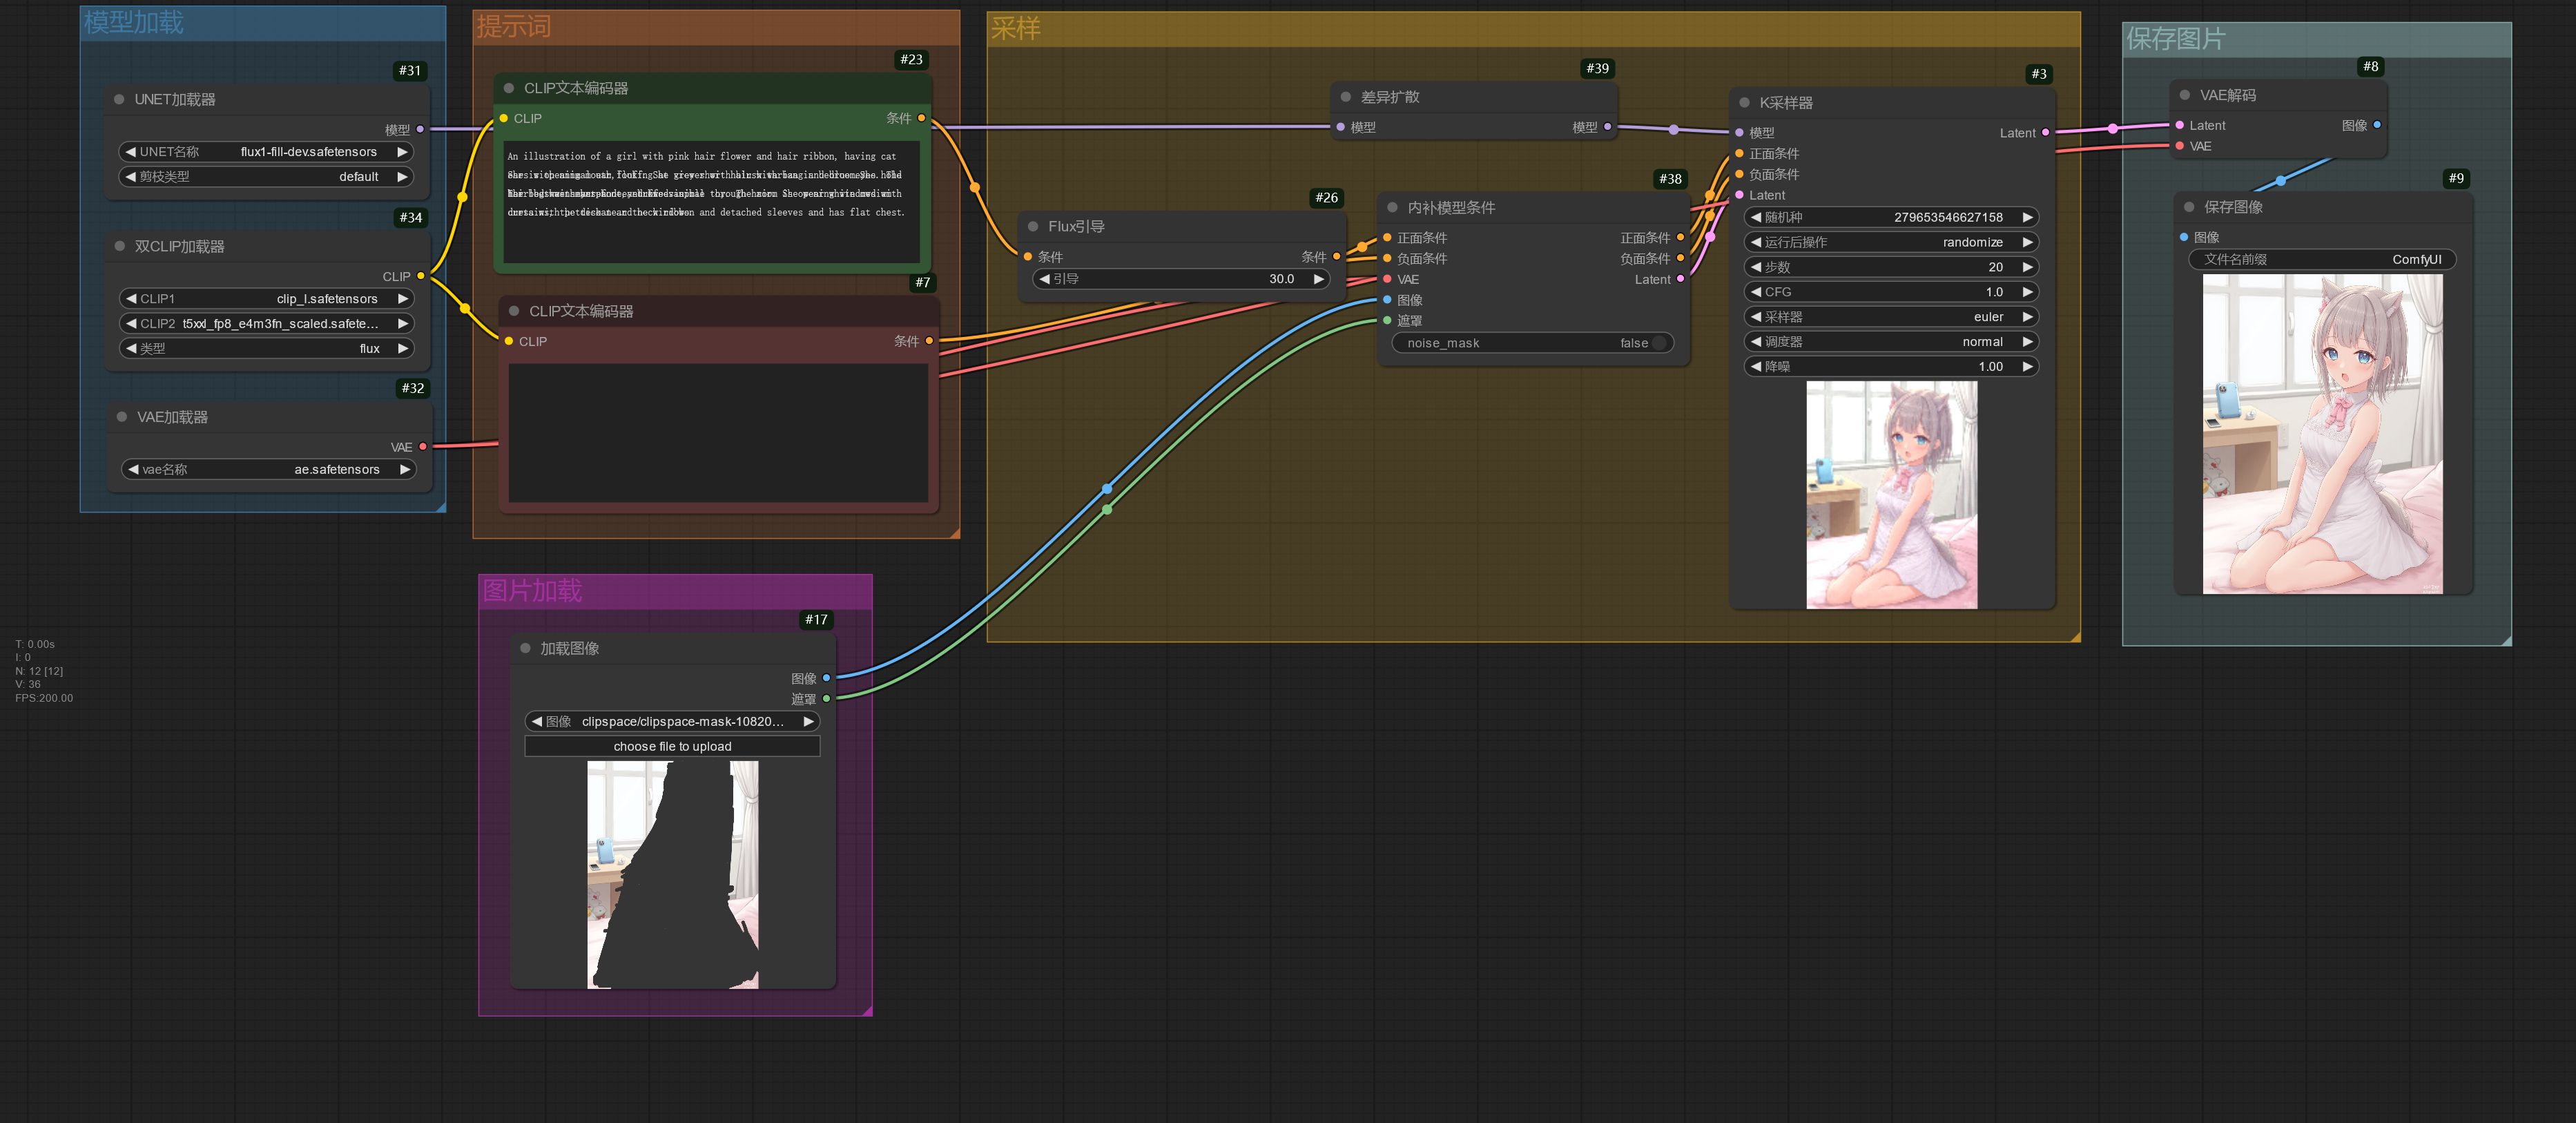 模型加载
#31
UNET加载器
模型
UNET名称 flux1-fill-dev.safetensors
剪枝类型 default
#34
双CLIP加载器
CLIP
CLIP1 clip_l.safetensors
CLIP2 t5xxl_fp8_e4m3fn_scaled.safete...
类型 flux
#32
VAE加载器
VAE
vae名称 ae.safetensors
提示词
#23
CLIP文本编码器
CLIP 条件
An illustration of a girl with pink hair flower and hair ribbon, having cat
and detached sleeves and has flat chest.
#7
CLIP文本编码器
CLIP 条件
图片加载
#17
加载图像
图像
遮罩
图像 clipspace/clipspace-mask-10820...
choose file to upload
采样
#39
差异扩散
模型 模型
#26
Flux引导
条件 条件
引导 30.0
#38
内补模型条件
正面条件 正面条件
负面条件 负面条件
VAE Latent
图像
遮罩
noise_mask false
#3
K采样器
模型 Latent
正面条件
负面条件
Latent
随机种 279653546627158
运行后操作 randomize
步数 20
CFG 1.0
采样器 euler
调度器 normal
降噪 1.00
保存图片
#8
VAE解码
Latent 图像
VAE
#9
保存图像
图像
文件名前缀 ComfyUI
T: 0.00s
I: 0
N: 12 [12]
V: 36
FPS:200.00